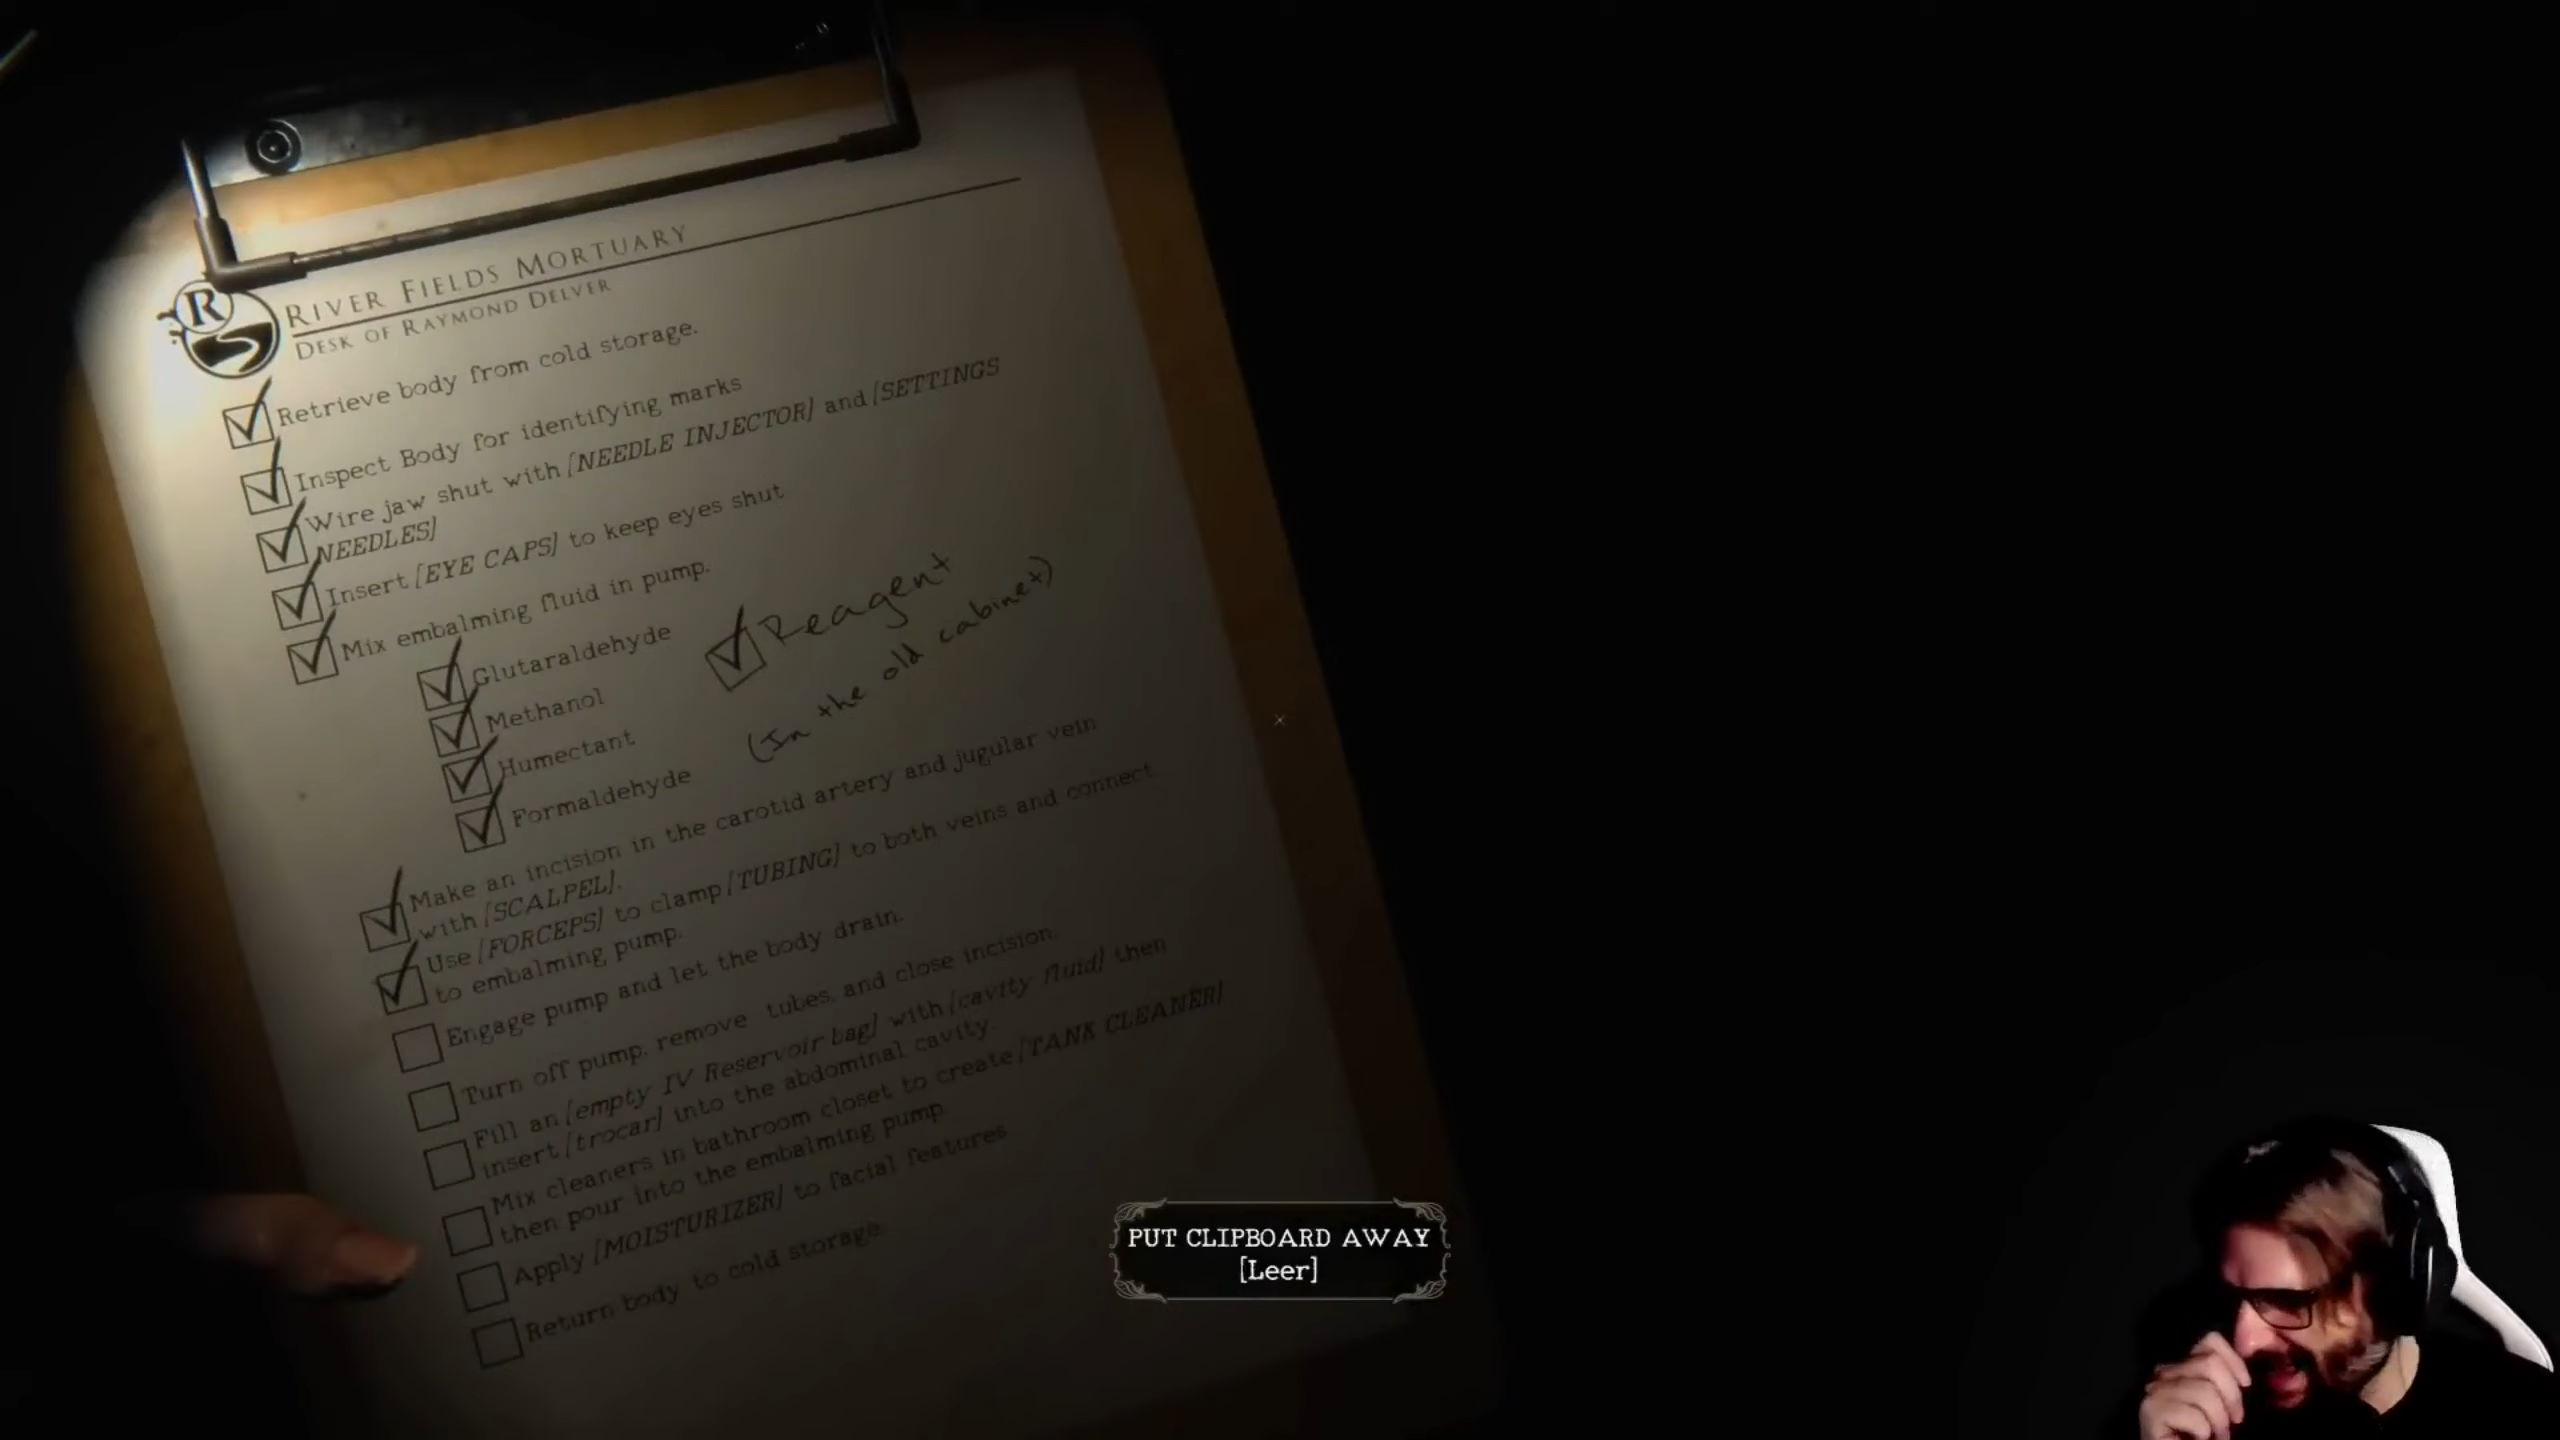 R
RIVER FIELDS MORTUARY
DESK OF RAYMOND DELVER
Retrieve body from cold storage.
Inspect Body for identifying marks
Wire jaw shut with [NEEDLE INJECTOR] and [SETTINGS
NEEDLES]
Insert [EYE CAPS] to keep eyes shut
Mix embalming fluid in pump.
Glutaraldehyde
Methanol
Humectant
Formaldehyde
Reagent
(In the old cabinet)
Make an incision in the carotid artery and jugular vein
with [SCALPEL].
Use [FORCEPS] to clamp [TUBING] to both veins and connect
to embalming pump.
Engage pump and let the body drain.
Turn off pump, remove tubes, and close incision.
Fill an [empty IV Reservoir bag] with [cavity fluid] then
insert [trocar] into the abdominal cavity.
Mix cleaners in bathroom closet to create [TANK CLEANER]
then pour into the embalming pump.
Apply [MOISTURIZER] to facial features
Return body to cold storage.
PUT CLIPBOARD AWAY
[Leer]